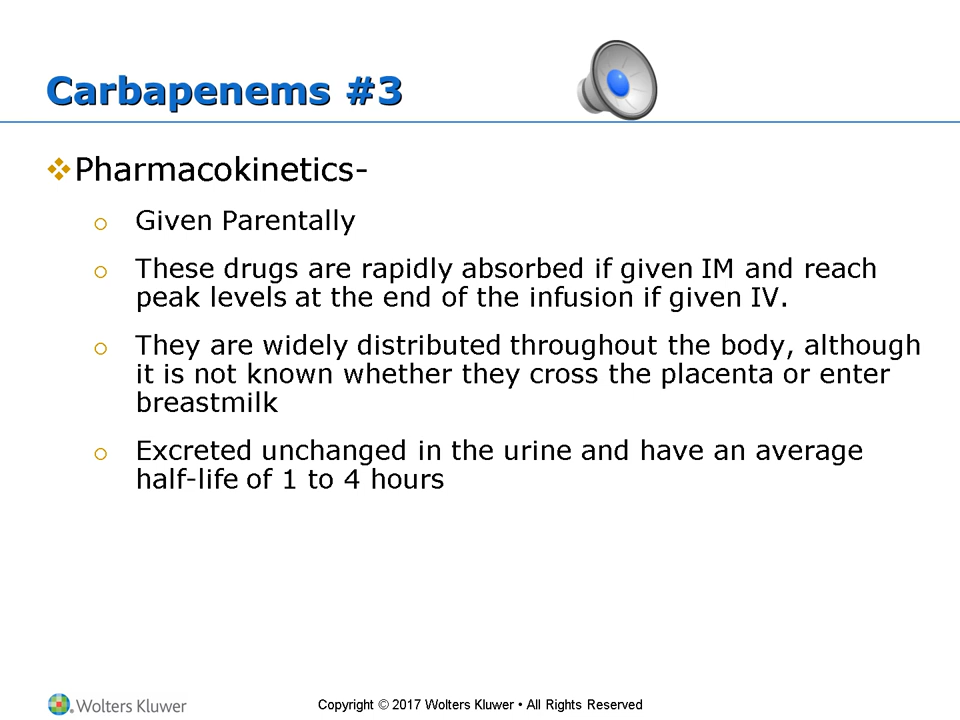 Carbapenems #3
Pharmacokinetics-
Given Parentally
These drugs are rapidly absorbed if given IM and reach
peak levels at the end of the infusion if given IV.
They are widely distributed throughout the body, although
it is not known whether they cross the placenta or enter
breastmilk
Excreted unchanged in the urine and have an average
half-life of 1 to 4 hours
Wolters Kluwer
Copyright © 2017 Wolters Kluwer • All Rights Reserved